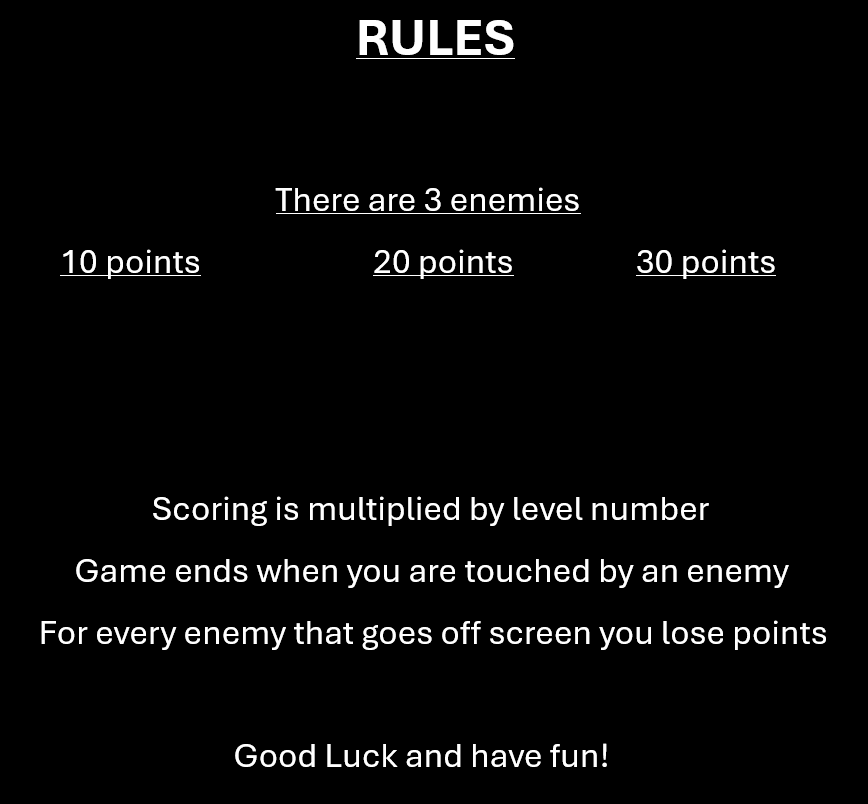 RULES
There are 3 enemies
10 points 20 points 30 points
Scoring is multiplied by level number
Game ends when you are touched by an enemy
For every enemy that goes off screen you lose points
Good Luck and have fun!